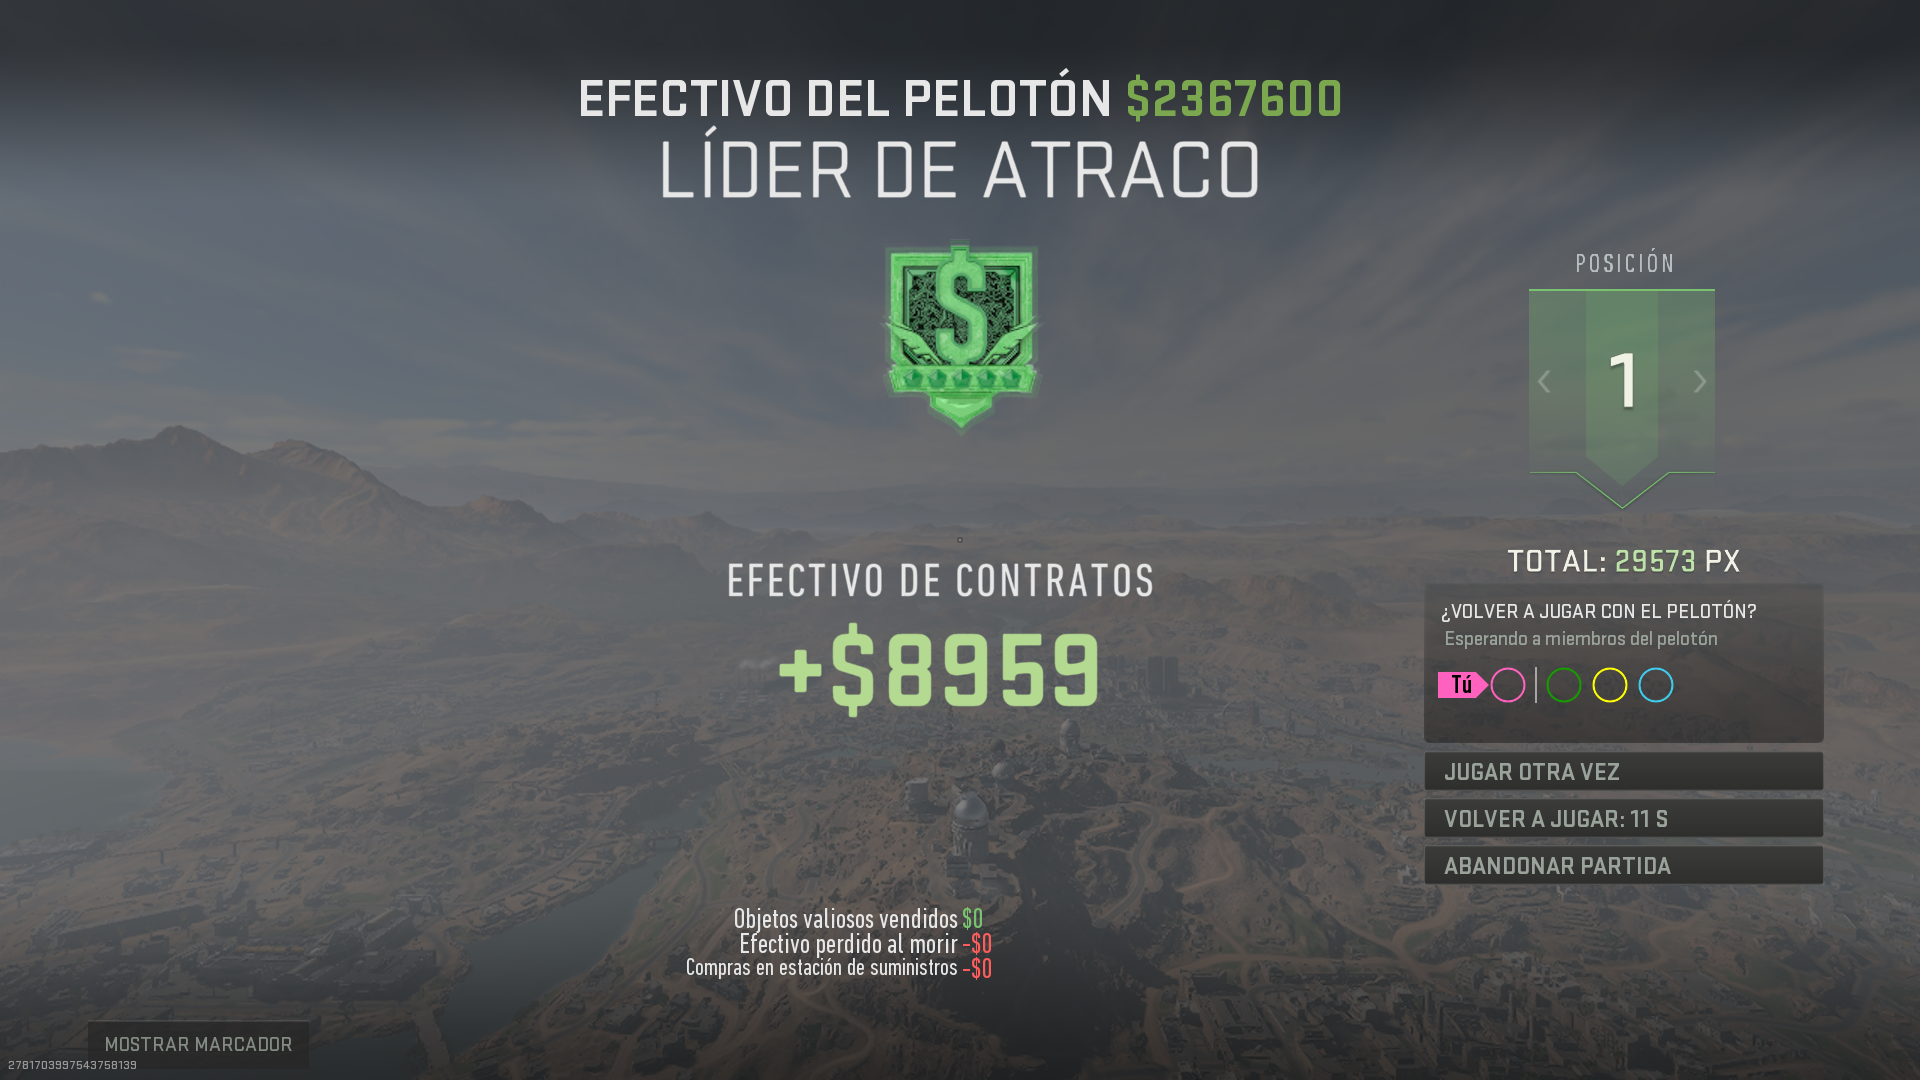 EFECTIVO DEL PELOTÓN $2367600
LÍDER DE ATRACO
POSICIÓN
1
EFECTIVO DE CONTRATOS
+$8959
TOTAL: 29573 PX
¿VOLVER A JUGAR CON EL PELOTÓN?
Esperando a miembros del pelotón
Tú
JUGAR OTRA VEZ
VOLVER A JUGAR: 11 S
ABANDONAR PARTIDA
Objetos valiosos vendidos $0
Efectivo perdido al morir -$0
Compras en estación de suministros -$0
MOSTRAR MARCADOR
2781703997543758139